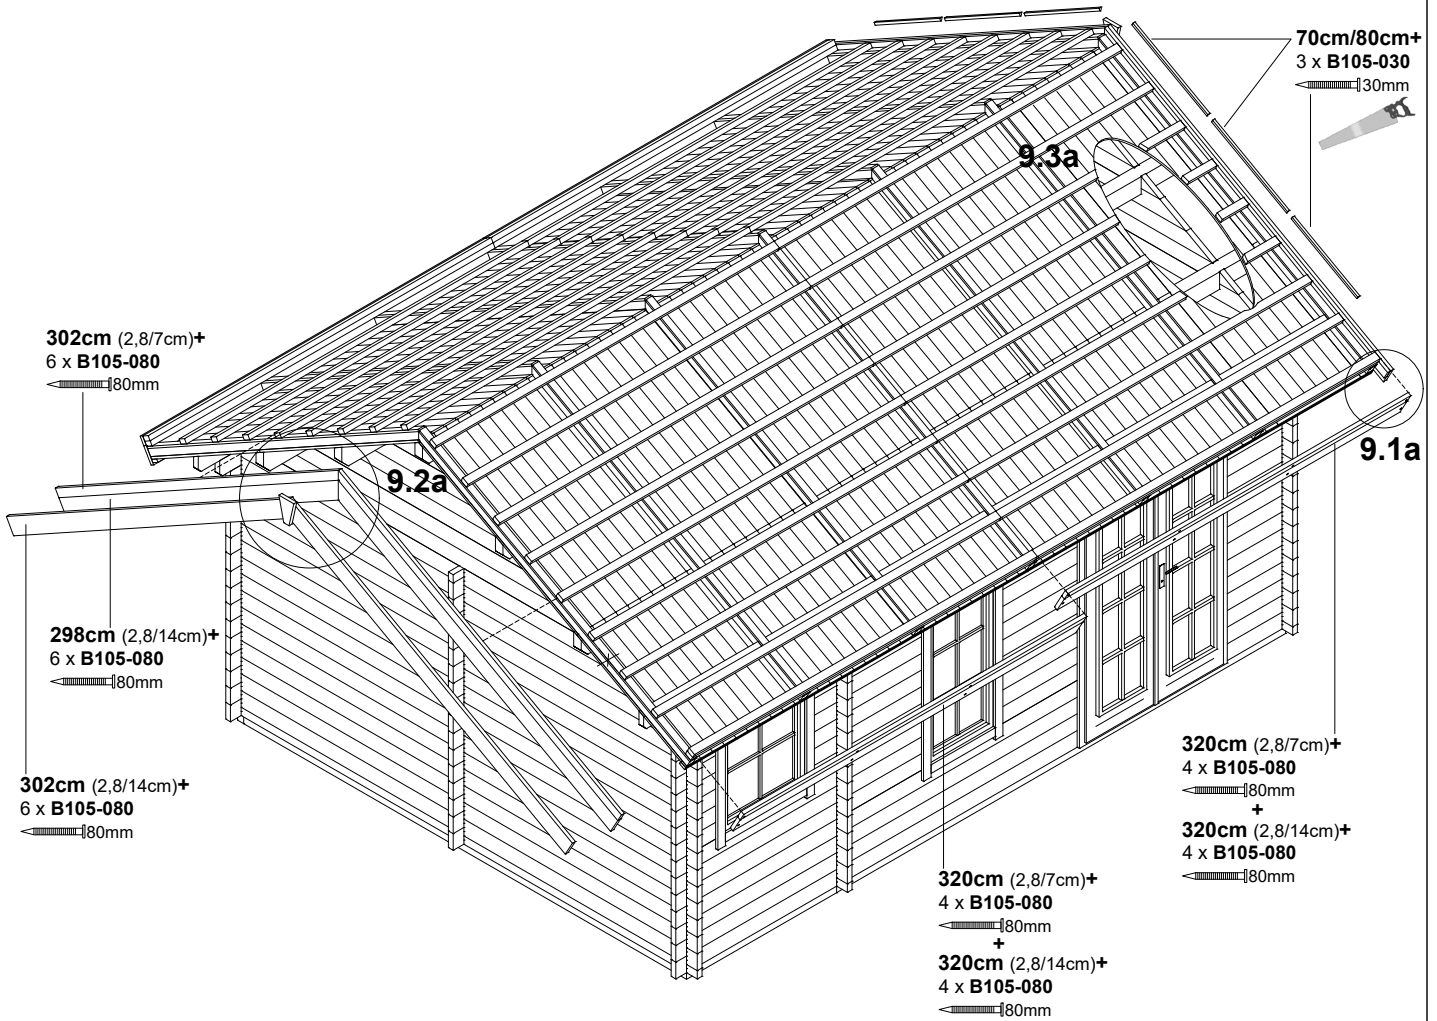 70cm/80cm+
3 x B105-030
30mm
9.3a
302cm (2,8/7cm)+
6 x B105-080
80mm
9.1a
9.2a
298cm (2,8/14cm)+
6 x B105-080
80mm
302cm (2,8/14cm)+
6 x B105-080
80mm
320cm (2,8/7cm)+
4 x B105-080
80mm
+
320cm (2,8/14cm)+
4 x B105-080
80mm
320cm (2,8/7cm)+
4 x B105-080
80mm
+
320cm (2,8/14cm)+
4 x B105-080
80mm